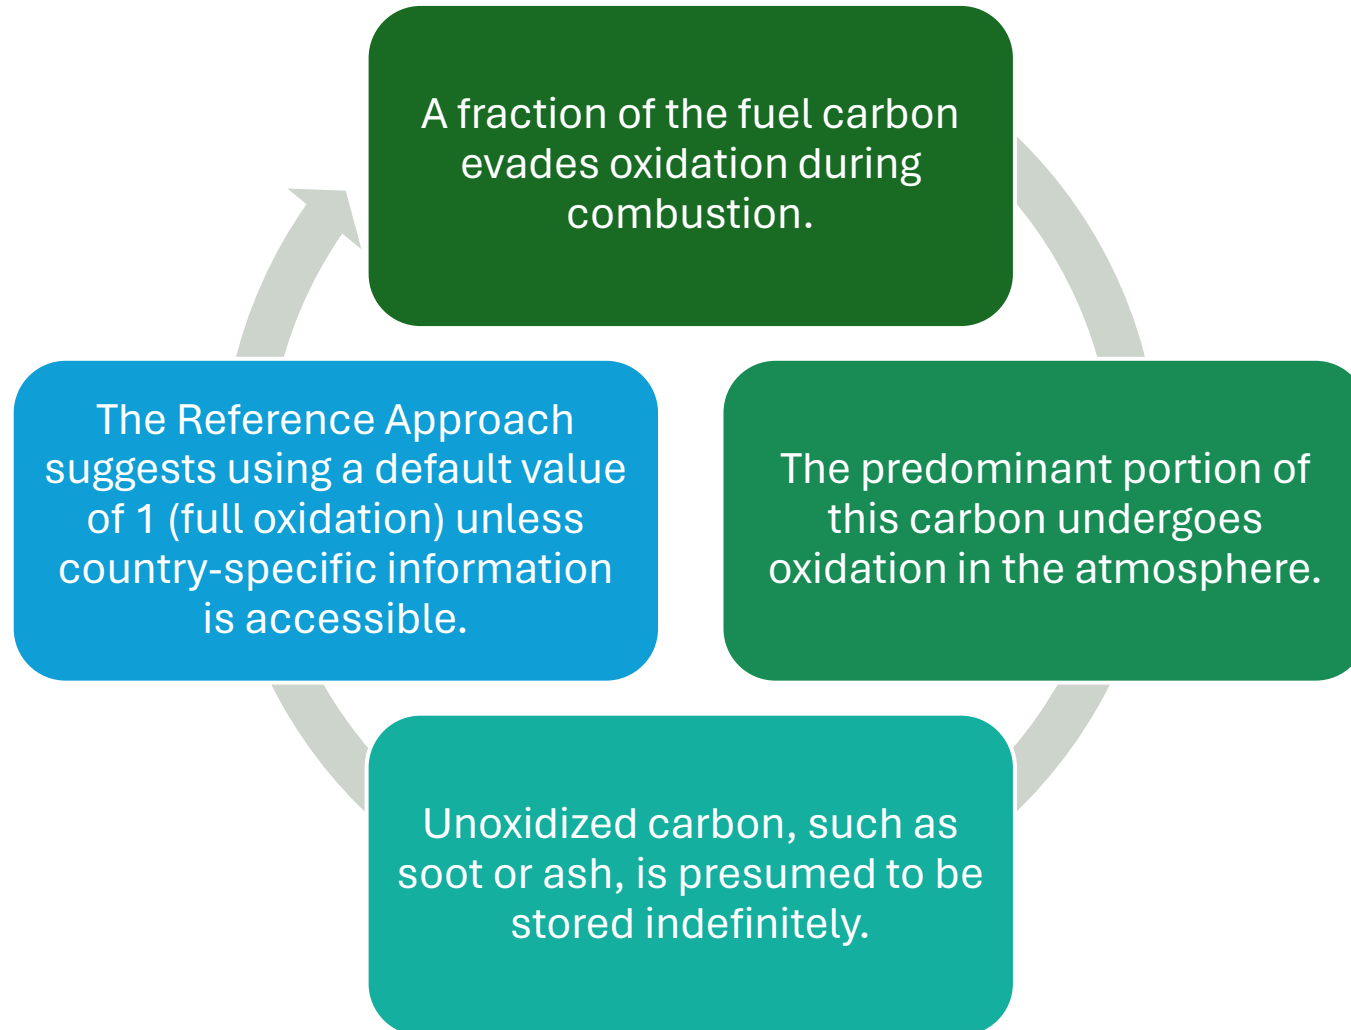 A fraction of the fuel carbon
evades oxidation during
combustion.
The predominant portion of
this carbon undergoes
oxidation in the atmosphere.
Unoxidized carbon, such as
soot or ash, is presumed to be
stored indefinitely.
The Reference Approach
suggests using a default value
of 1 (full oxidation) unless
country-specific information
is accessible.